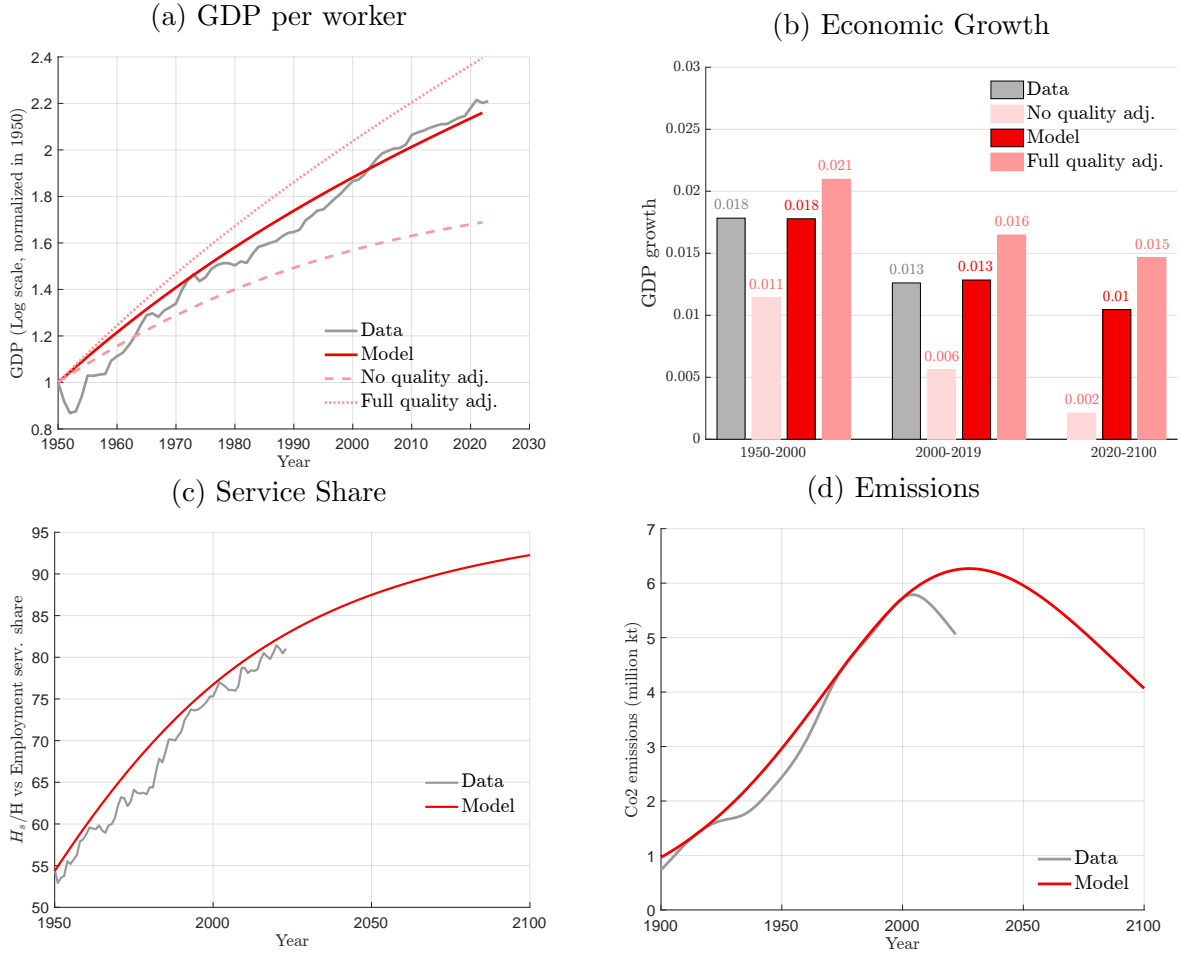 (a) GDP per worker
GDP (Log scale, normalized in 1950)
2.4
2.2
2
1.8
1.6
1.4
1.2
1
0.8
Data
Model
No quality adj.
Full quality adj.
1950 1960 1970 1980 1990 2000 2010 2020 2030
Year
(b) Economic Growth
GDP growth
0.03
0.025
0.02
0.015
0.01
0.005
0
Data
No quality adj.
Model
Full quality adj.
0.018 0.011 0.018 0.021
0.013 0.006 0.013 0.016
0.002 0.01 0.015
1950-2000 2000-2019 2020-2100
(c) Service Share
H_s/H vs Employment serv. share
95
90
85
80
75
70
65
60
55
50
Data
Model
1950 2000 2050 2100
Year
(d) Emissions
Co2 emissions (million kt)
7
6
5
4
3
2
1
0
Data
Model
1900 1950 2000 2050 2100
Year